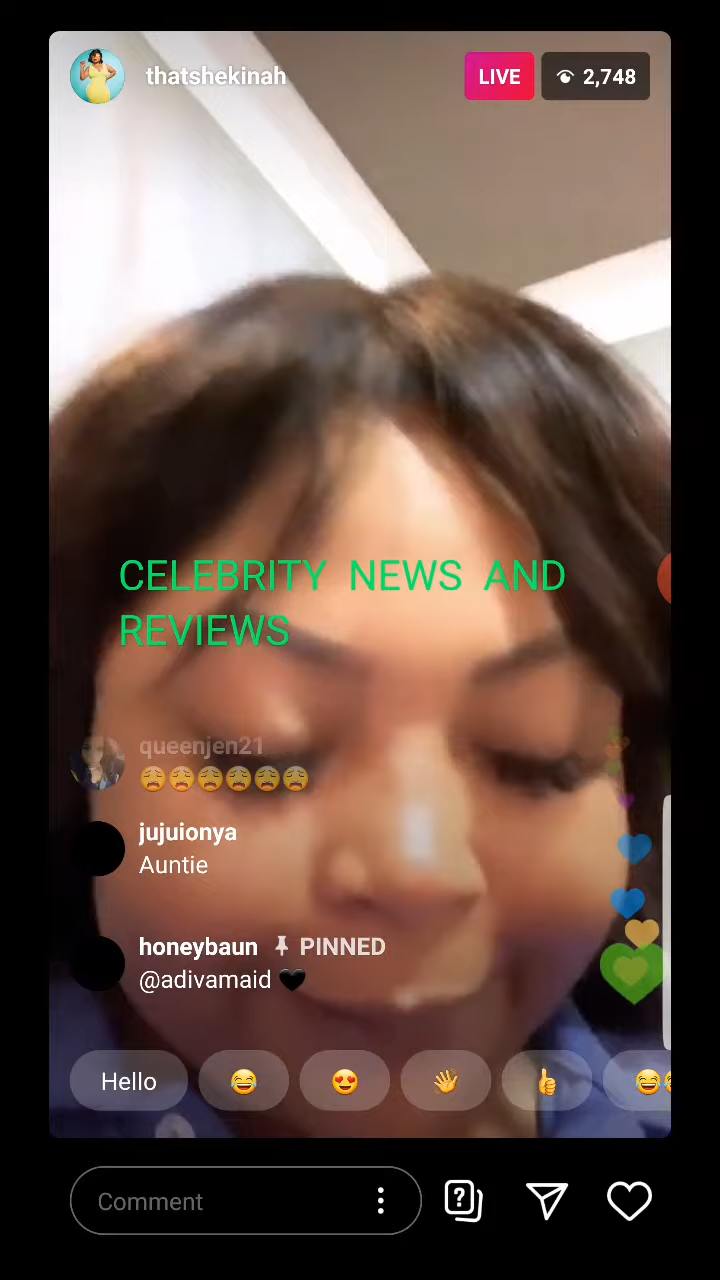 thatshekinah
LIVE
2,748
CELEBRITY NEWS AND
REVIEWS
queenjen21
😩😩😩😩😩😩
jujuionya
Auntie
honeybaun PINNED
@adivamaid 🖤
Hello
Comment